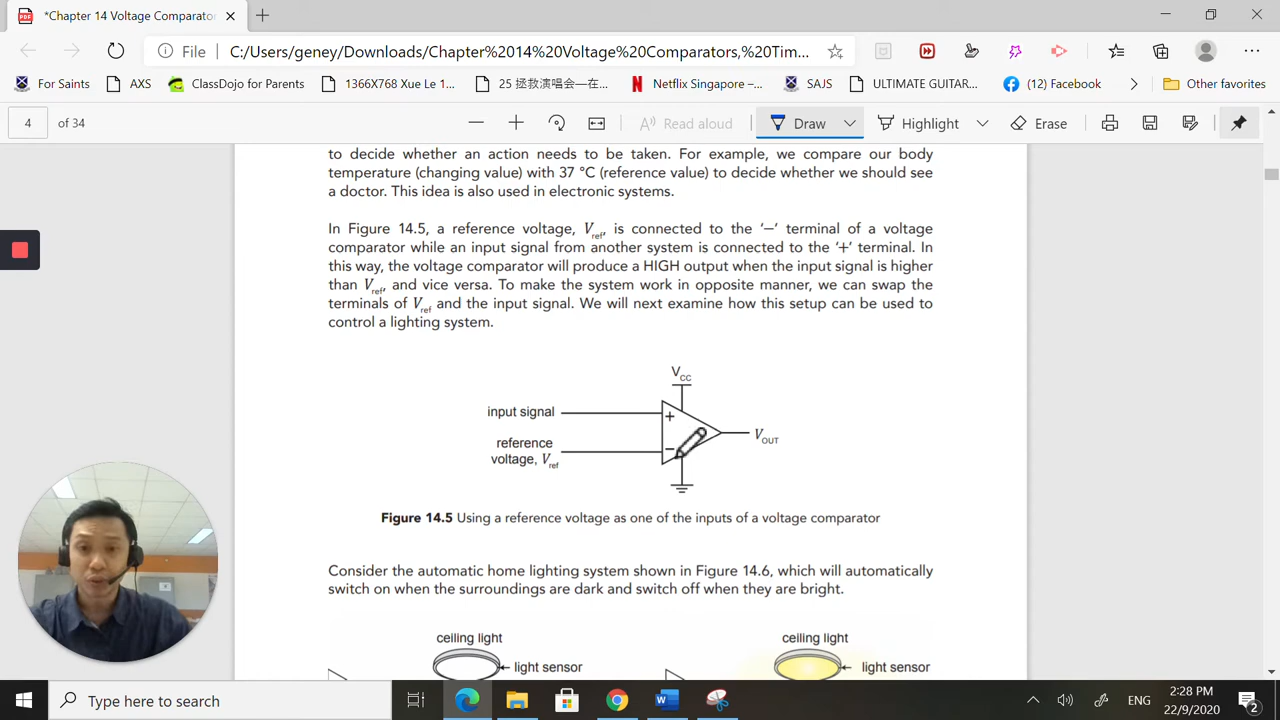 *Chapter 14 Voltage Comparator
File
C:/Users/geney/Downloads/Chapter%2014%20Voltage%20Comparators,%20Tim...
For Saints
AXS
ClassDojo for Parents
1366X768 Xue Le 1...
25 拯救演唱会—在...
Netflix Singapore –...
SAJS
ULTIMATE GUITAR...
(12) Facebook
Other favorites
4 of 34
Read aloud
Draw
Highlight
Erase
to decide whether an action needs to be taken. For example, we compare our body
temperature (changing value) with 37 °C (reference value) to decide whether we should see
a doctor. This idea is also used in electronic systems.
In Figure 14.5, a reference voltage, Vref, is connected to the ‘−’ terminal of a voltage
comparator while an input signal from another system is connected to the ‘+’ terminal. In
this way, the voltage comparator will produce a HIGH output when the input signal is higher
than Vref, and vice versa. To make the system work in opposite manner, we can swap the
terminals of Vref and the input signal. We will next examine how this setup can be used to
control a lighting system.
VCC
input signal
+
reference
voltage, Vref
−
VOUT
Figure 14.5 Using a reference voltage as one of the inputs of a voltage comparator
Consider the automatic home lighting system shown in Figure 14.6, which will automatically
switch on when the surroundings are dark and switch off when they are bright.
ceiling light
light sensor
ceiling light
light sensor
Type here to search
ENG
2:28 PM
22/9/2020
2